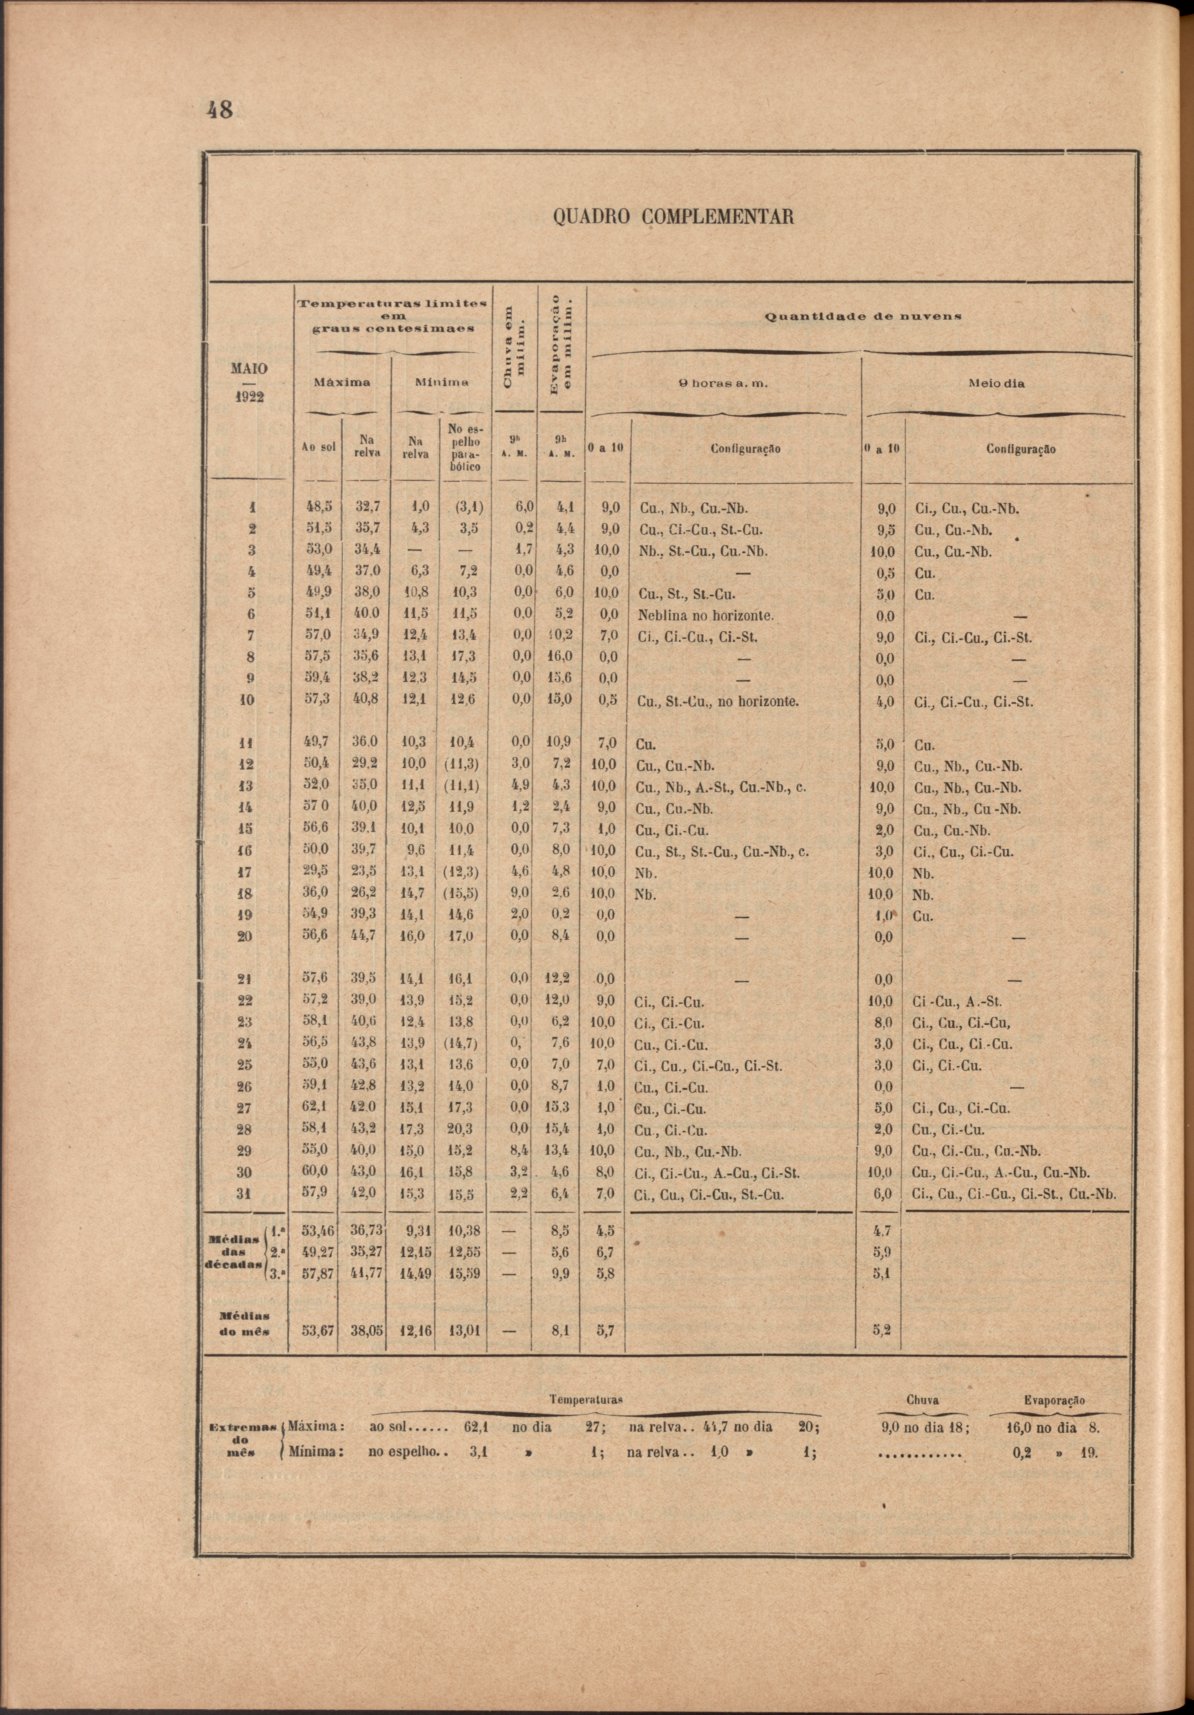 48
QUADRO COMPLEMENTAR
MAIO
—
1922
Temperaturas limites
em
graus centesimaes
Chuva em
milim.
Evaporação
em milim.
Quantidade de nuvens
Máxima
Mínima
9 horas a. m.
Meio dia
Ao sol
Na
relva
Na
relva
No es-
pelho
para-
bólico
9h
A. M.
9h
A. M.
0 a 10
Configuração
0 a 10
Configuração
1 48,5 32,7 1,0 (3,1) 6,0 4,1 9,0 Cu., Nb., Cu.-Nb. 9,0 Ci., Cu., Cu.-Nb.
2 51,5 35,7 4,3 3,5 0,2 4,4 9,0 Cu., Ci.-Cu., St.-Cu. 9,5 Cu., Cu.-Nb.
3 53,0 34,4 — — 1,7 4,3 10,0 Nb., St.-Cu., Cu.-Nb. 10,0 Cu., Cu.-Nb.
4 49,4 37,0 6,3 7,2 0,0 4,6 0,0 — 0,5 Cu.
5 49,9 38,0 10,8 10,3 0,0 6,0 10,0 Cu., St., St.-Cu. 5,0 Cu.
6 51,1 40,0 11,5 11,5 0,0 5,2 0,0 Neblina no horizonte. 0,0 —
7 57,0 34,9 12,4 13,4 0,0 10,2 7,0 Ci., Ci.-Cu., Ci.-St. 9,0 Ci., Ci.-Cu., Ci.-St.
8 57,5 35,6 13,1 17,3 0,0 16,0 0,0 — 0,0 —
9 59,4 38,2 12,3 14,5 0,0 15,6 0,0 — 0,0 —
10 57,3 40,8 12,1 12,6 0,0 15,0 0,5 Cu., St.-Cu., no horizonte. 4,0 Ci., Ci.-Cu., Ci.-St.
11 49,7 36,0 10,3 10,4 0,0 10,9 7,0 Cu. 5,0 Cu.
12 50,4 29,2 10,0 (11,3) 3,0 7,2 10,0 Cu., Cu.-Nb. 9,0 Cu., Nb., Cu.-Nb.
13 52,0 35,0 11,1 (11,1) 4,9 4,3 10,0 Cu., Nb., A.-St., Cu.-Nb., c. 10,0 Cu., Nb., Cu.-Nb.
14 57 0 40,0 12,5 11,9 1,2 2,4 9,0 Cu., Cu.-Nb. 9,0 Cu., Nb., Cu-Nb.
15 56,6 39,1 10,1 10,0 0,0 7,3 1,0 Cu., Ci.-Cu. 2,0 Cu., Cu.-Nb.
16 50,0 39,7 9,6 11,4 0,0 8,0 10,0 Cu., St., St.-Cu., Cu.-Nb., c. 3,0 Ci., Cu., Ci.-Cu.
17 29,5 23,5 13,1 (12,3) 4,6 4,8 10,0 Nb. 10,0 Nb.
18 36,0 26,2 14,7 (15,5) 9,0 2,6 10,0 Nb. 10,0 Nb.
19 54,9 39,3 14,1 14,6 2,0 0,2 0,0 — 1,0 Cu.
20 56,6 44,7 16,0 17,0 0,0 8,4 0,0 — 0,0 —
21 57,6 39,5 14,1 16,1 0,0 12,2 0,0 — 0,0 —
22 57,2 39,0 13,9 15,2 0,0 12,0 9,0 Ci., Ci.-Cu. 10,0 Ci-Cu., A.-St.
23 58,1 40,6 12,4 13,8 0,0 6,2 10,0 Ci., Ci.-Cu. 8,0 Ci., Cu., Ci.-Cu,
24 56,5 43,8 13,9 (14,7) 0, 7,6 10,0 Cu., Ci.-Cu. 3,0 Ci., Cu., Ci.-Cu.
25 55,0 43,6 13,1 13,6 0,0 7,0 7,0 Ci., Cu., Ci.-Cu., Ci.-St. 3,0 Ci., Ci.-Cu.
26 59,1 42,8 13,2 14,0 0,0 8,7 1,0 Cu., Ci.-Cu. 0,0 —
27 62,1 42,0 15,1 17,3 0,0 15,3 1,0 Cu., Ci.-Cu. 5,0 Ci., Cu., Ci.-Cu.
28 58,1 43,2 17,3 20,3 0,0 15,4 1,0 Cu., Ci.-Cu. 2,0 Cu., Ci.-Cu.
29 55,0 40,0 15,0 15,2 8,4 13,4 10,0 Cu., Nb., Cu.-Nb. 9,0 Cu., Ci.-Cu., Cu.-Nb.
30 60,0 43,0 16,1 15,8 3,2 4,6 8,0 Ci., Ci.-Cu., A.-Cu., Ci.-St. 10,0 Cu., Ci.-Cu., A.-Cu., Cu.-Nb.
31 57,9 42,0 15,3 15,5 2,2 6,4 7,0 Ci., Cu., Ci.-Cu., St.-Cu. 6,0 Ci., Cu., Ci.-Cu., Ci.-St., Cu.-Nb.
Médias
das
décadas
1.ª 53,46 36,73 9,31 10,38 — 8,5 4,5 4,7
2.ª 49,27 35,27 12,15 12,55 — 5,6 6,7 5,9
3.ª 57,87 41,77 14,49 15,59 — 9,9 5,8 5,1
Médias
do mês 53,67 38,05 12,16 13,01 — 8,1 5,7 5,2
Temperaturas Chuva Evaporação
Extremas
do
mês
Máxima: ao sol...... 62,1 no dia 27; na relva.. 44,7 no dia 20; 9,0 no dia 18; 16,0 no dia 8.
Mínima: no espelho.. 3,1 » 1; na relva.. 1,0 » 1; ............ 0,2 » 19.